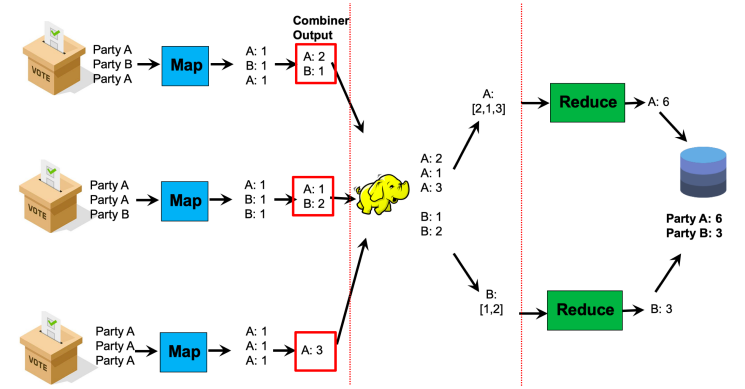 Combiner
Output
VOTE
Party A
Party B
Party A
Map
A: 1
B: 1
A: 1
A: 2
B: 1
VOTE
Party A
Party A
Party B
Map
A: 1
B: 1
B: 1
A: 1
B: 2
VOTE
Party A
Party A
Party A
Map
A: 1
A: 1
A: 1
A: 3
A: 2
A: 1
A: 3
B: 1
B: 2
A:
[2,1,3]
Reduce
A: 6
B:
[1,2]
Reduce
B: 3
Party A: 6
Party B: 3